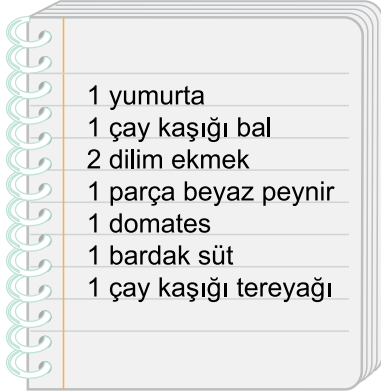 1 yumurta
1 çay kaşığı bal
2 dilim ekmek
1 parça beyaz peynir
1 domates
1 bardak süt
1 çay kaşığı tereyağı